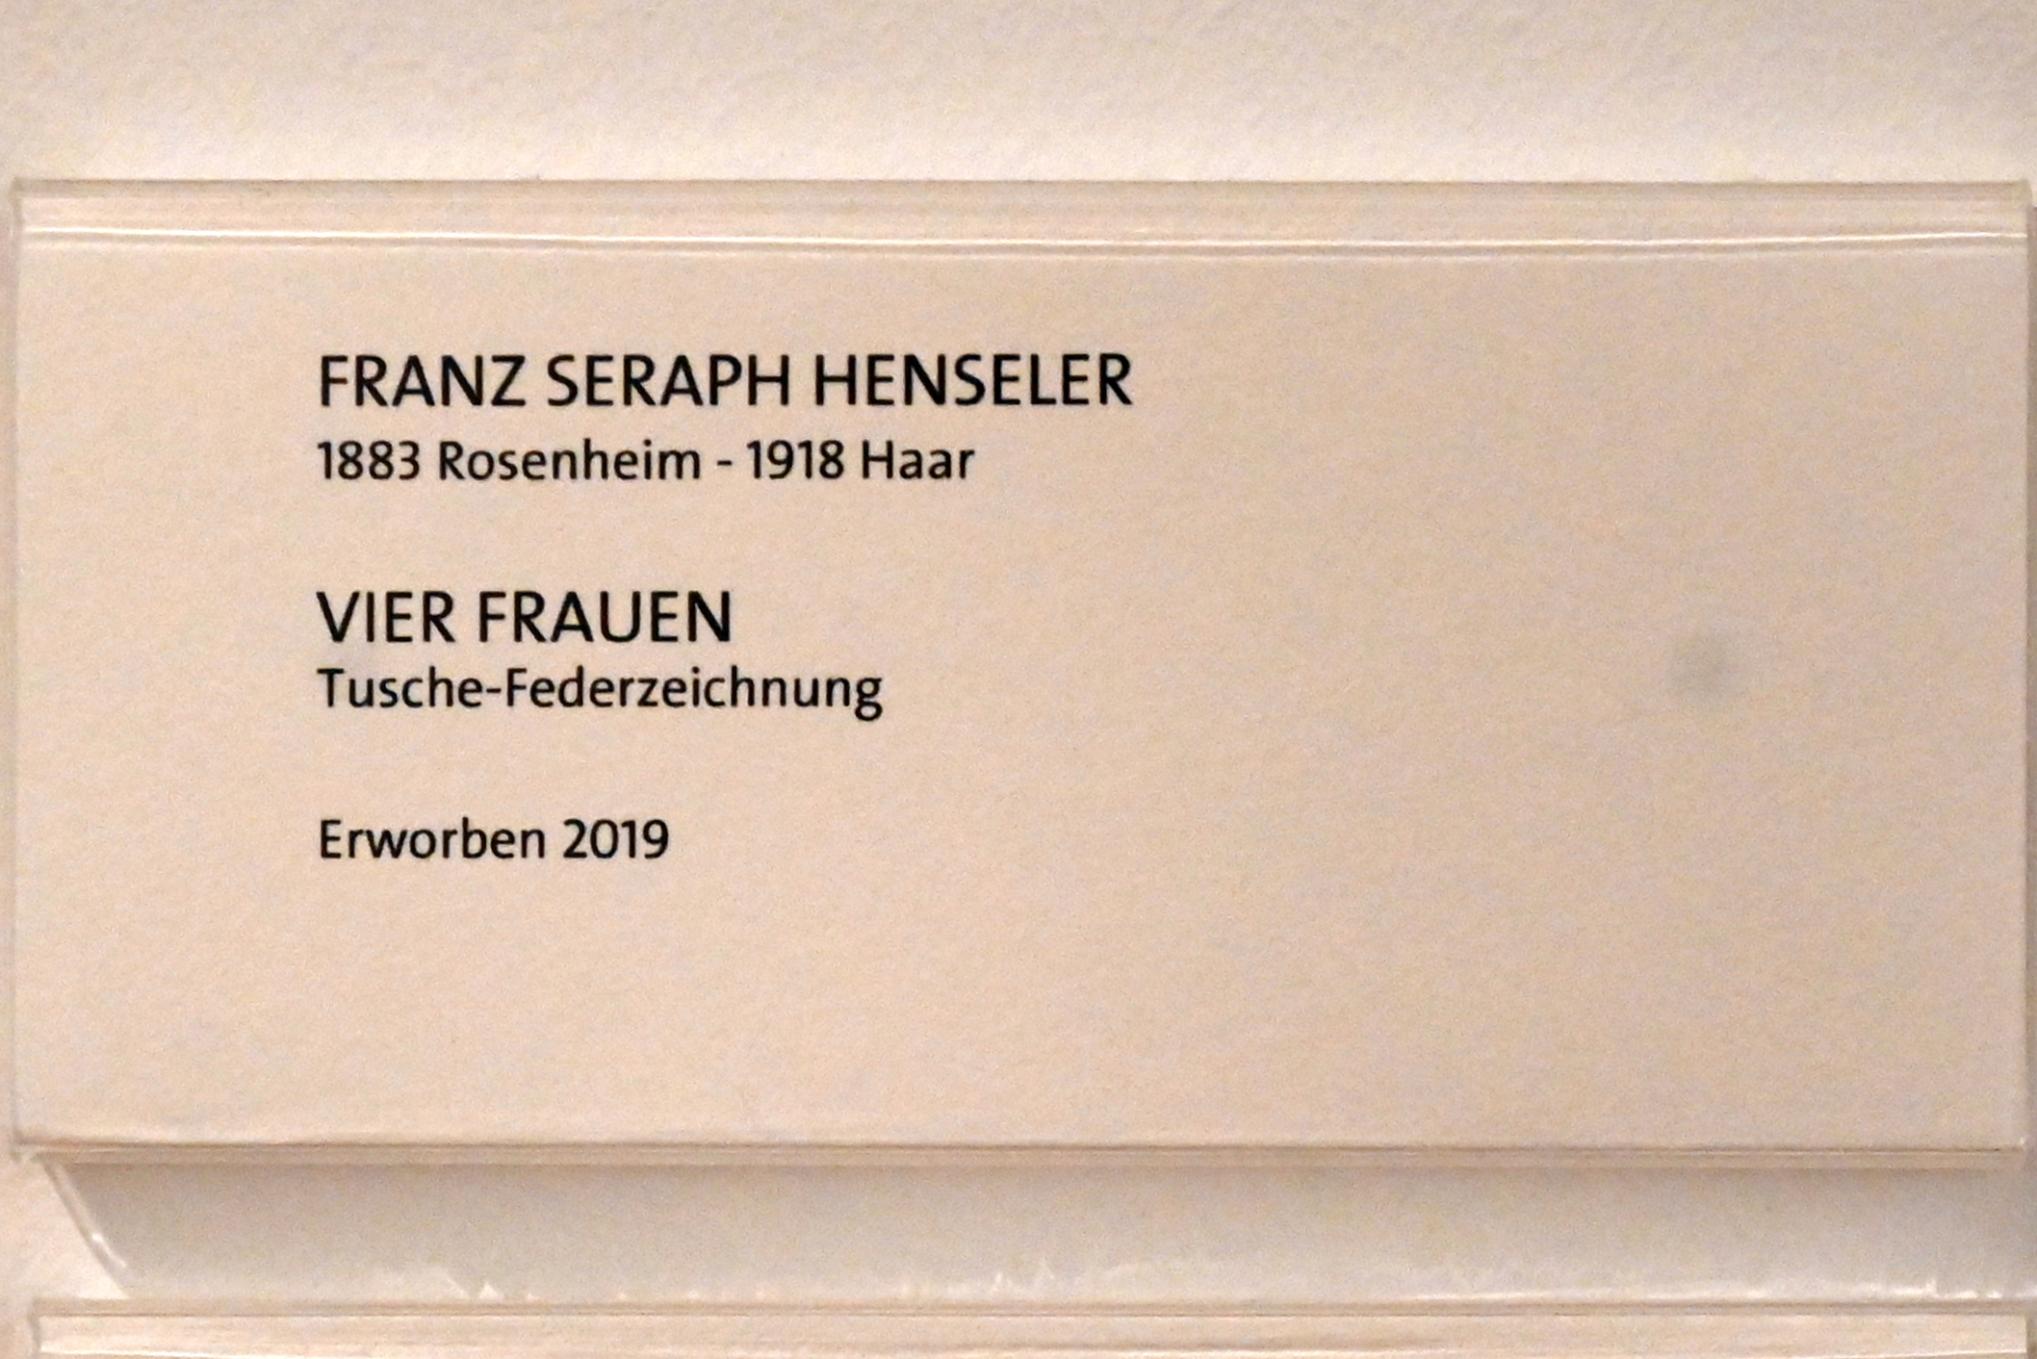 FRANZ SERAPH HENSELER
1883 Rosenheim - 1918 Haar
VIER FRAUEN
Tusche-Federzeichnung
Erworben 2019